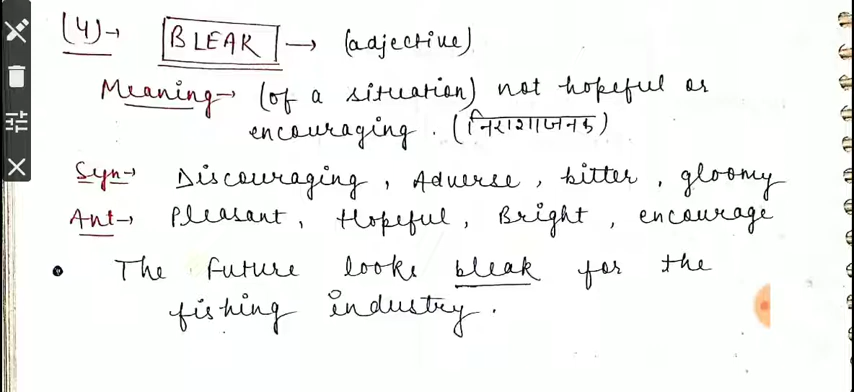 (4)→ BLEAK → (adjective)
Meaning→ (of a situation) not hopeful or
encouraging. (निराशाजनक)
Syn→ Discouraging, Adverse, bitter, gloomy
Ant→ Pleasant, Hopeful, Bright, encourage
• The future looks bleak for the
fishing industry.